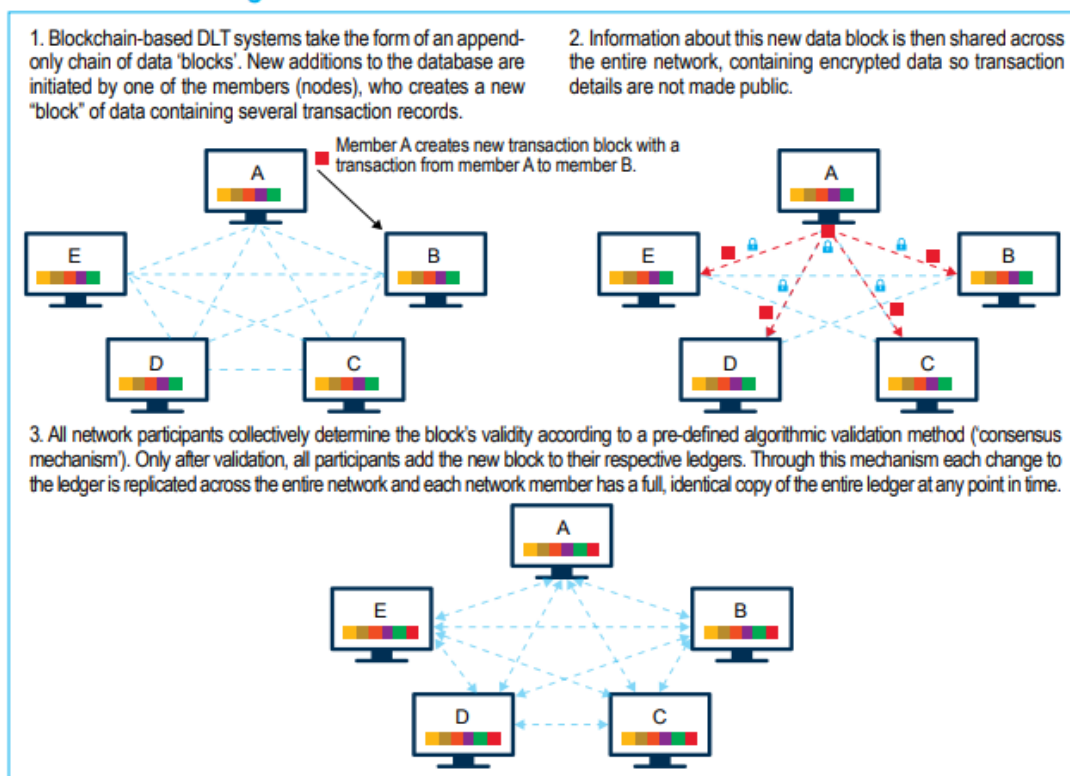 1. Blockchain-based DLT systems take the form of an append-
only chain of data ‘blocks’. New additions to the database are
initiated by one of the members (nodes), who creates a new
“block” of data containing several transaction records.
2. Information about this new data block is then shared across
the entire network, containing encrypted data so transaction
details are not made public.
Member A creates new transaction block with a
transaction from member A to member B.
A
E
B
D
C
A
E
B
D
C
3. All network participants collectively determine the block’s validity according to a pre-defined algorithmic validation method (‘consensus
mechanism’). Only after validation, all participants add the new block to their respective ledgers. Through this mechanism each change to
the ledger is replicated across the entire network and each network member has a full, identical copy of the entire ledger at any point in time.
A
E
B
D
C